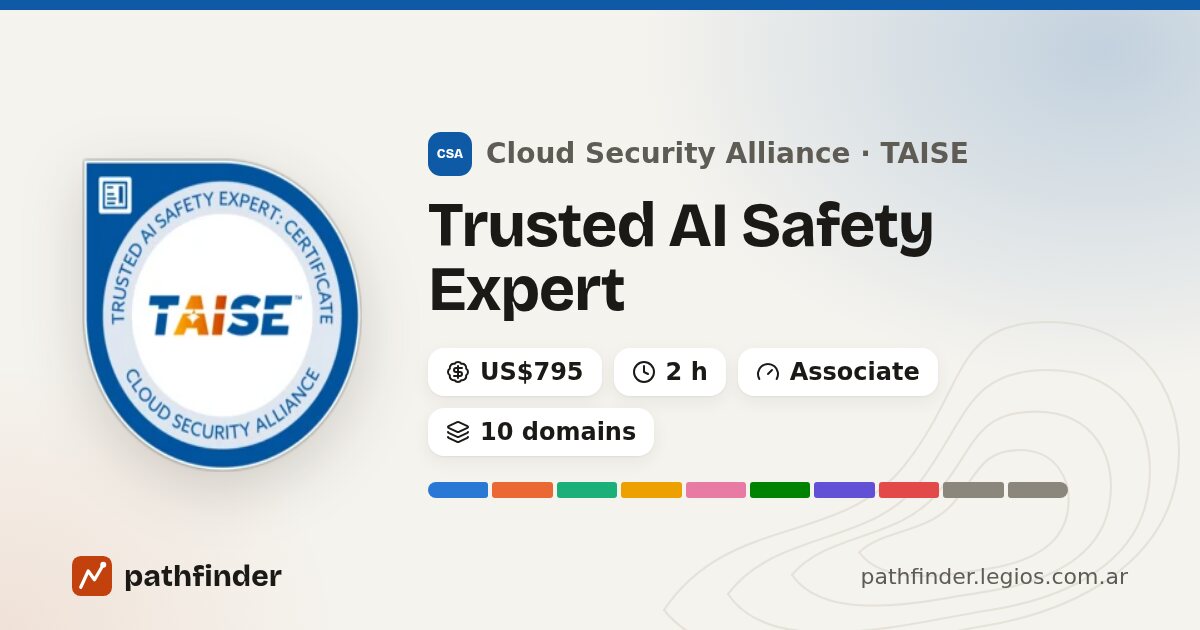 TRUSTED AI SAFETY EXPERT: CERTIFICATE
TAISE™
CLOUD SECURITY ALLIANCE
CSA
Cloud Security Alliance · TAISE
Trusted AI Safety
Expert
US$795
2 h
Associate
10 domains
pathfinder
pathfinder.legios.com.ar